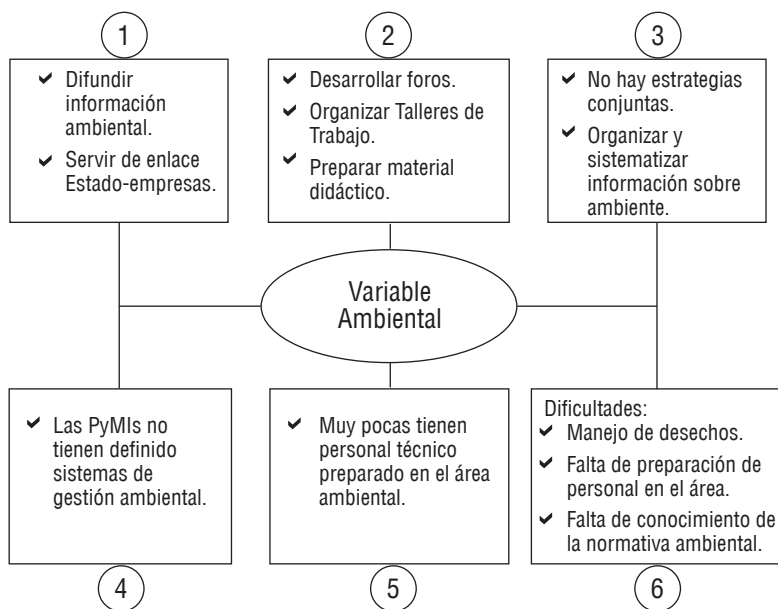 1
✔ Difundir
información
ambiental.
✔ Servir de enlace
Estado-empresas.
2
✔ Desarrollar foros.
✔ Organizar Talleres de
Trabajo.
✔ Preparar material
didáctico.
3
✔ No hay estrategias
conjuntas.
✔ Organizar y
sistematizar
información sobre
ambiente.
Variable
Ambiental
✔ Las PyMIs no
tienen definido
sistemas de
gestión ambiental.
4
✔ Muy pocas tienen
personal técnico
preparado en el área
ambiental.
5
Dificultades:
✔ Manejo de desechos.
✔ Falta de preparación de
personal en el área.
✔ Falta de conocimiento de
la normativa ambiental.
6